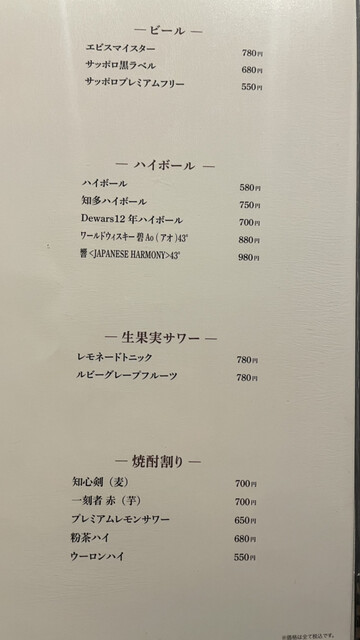 — ビール —
エビスマイスター 780円
サッポロ黒ラベル 680円
サッポロプレミアムフリー 550円
— ハイボール —
ハイボール 580円
知多ハイボール 750円
Dewars12 年ハイボール 700円
ワールドウィスキー 碧 Ao ( アオ )43° 880円
響 <JAPANESE HARMONY>43° 980円
— 生果実サワー —
レモネードトニック 780円
ルビーグレープフルーツ 780円
— 焼酎割り —
知心剣（麦） 700円
一刻者 赤（芋） 700円
プレミアムレモンサワー 650円
粉茶ハイ 680円
ウーロンハイ 550円
※価格は全て税込です。